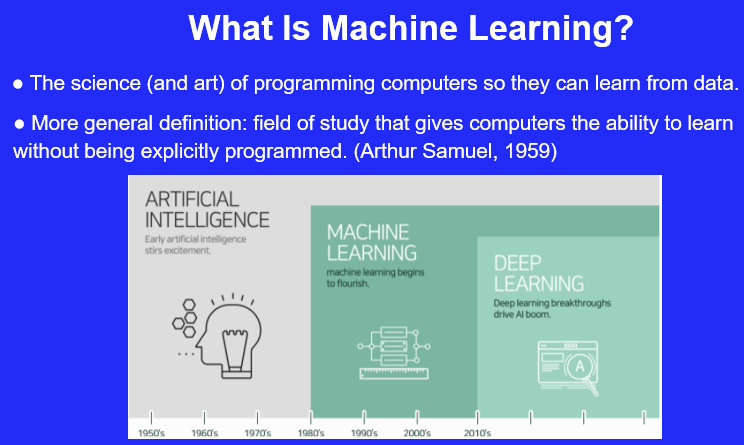 What Is Machine Learning?
● The science (and art) of programming computers so they can learn from data.
● More general definition: field of study that gives computers the ability to learn
without being explicitly programmed. (Arthur Samuel, 1959)
ARTIFICIAL
INTELLIGENCE
Early artificial intelligence
stirs excitement.
MACHINE
LEARNING
machine learning begins
to flourish.
DEEP
LEARNING
Deep learning breakthroughs
drive AI boom.
A
1950's 1960's 1970's 1980's 1990's 2000's 2010's